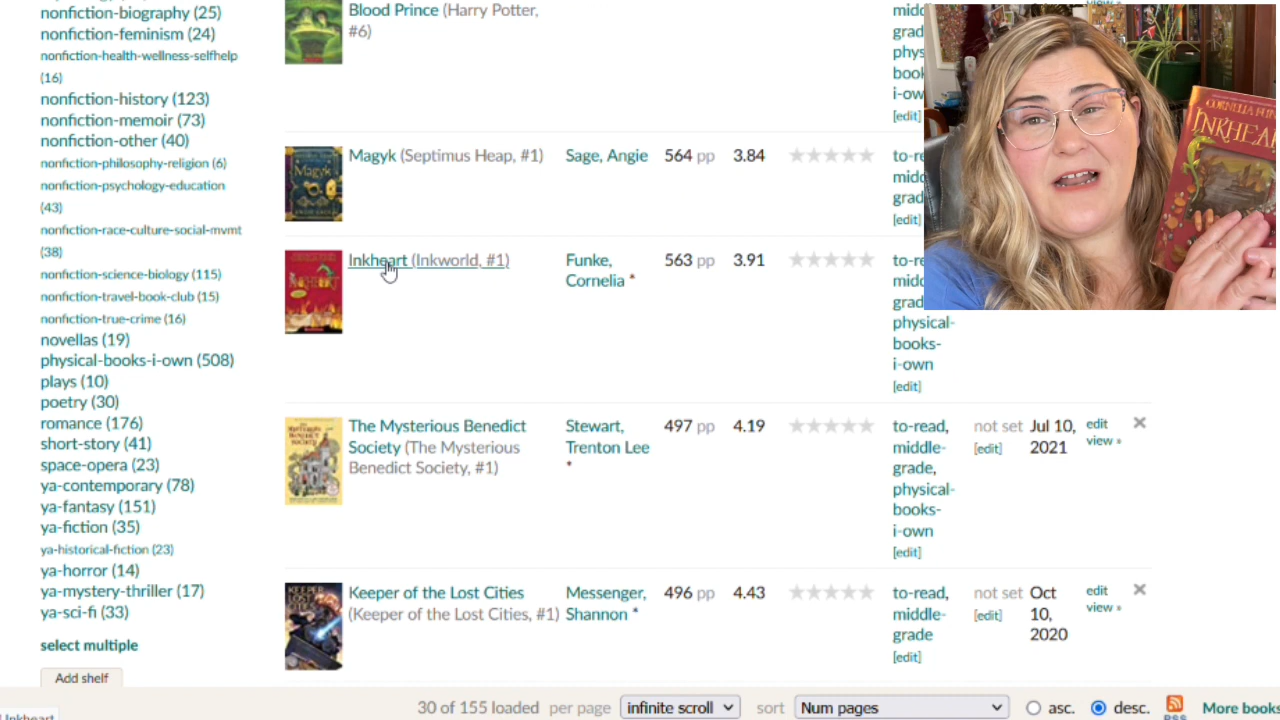 nonfiction-biography (25)
nonfiction-feminism (24)
nonfiction-health-wellness-selfhelp
(16)
nonfiction-history (123)
nonfiction-memoir (73)
nonfiction-other (40)
nonfiction-philosophy-religion (6)
nonfiction-psychology-education
(43)
nonfiction-race-culture-social-mvmt
(38)
nonfiction-science-biology (115)
nonfiction-travel-book-club (15)
nonfiction-true-crime (16)
novellas (19)
physical-books-i-own (508)
plays (10)
poetry (30)
romance (176)
short-story (41)
space-opera (23)
ya-contemporary (78)
ya-fantasy (151)
ya-fiction (35)
ya-historical-fiction (23)
ya-horror (14)
ya-mystery-thriller (17)
ya-sci-fi (33)
select multiple
Add shelf
Blood Prince (Harry Potter,
#6)
[edit]
Magyk (Septimus Heap, #1) Sage, Angie 564 pp 3.84
[edit]
Inkheart (Inkworld, #1) Funke, 563 pp 3.91
Cornelia *
physical-
books-
i-own
[edit]
The Mysterious Benedict Stewart, 497 pp 4.19 to-read, not set Jul 10, edit
Society (The Mysterious Trenton Lee middle- [edit] 2021 view »
Benedict Society, #1) * grade,
physical-
books-
i-own
[edit]
Keeper of the Lost Cities Messenger, 496 pp 4.43 to-read, not set Oct edit
(Keeper of the Lost Cities, #1) Shannon * middle- [edit] 10, view »
grade 2020
[edit]
30 of 155 loaded per page infinite scroll sort Num pages asc. desc. RSS More books
Inkheart
CORNELIA
Magyk